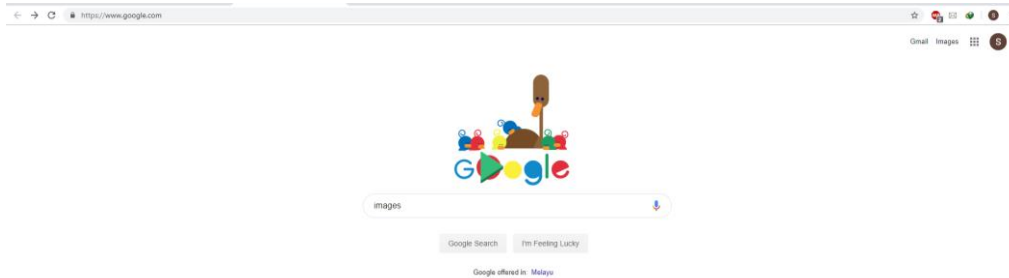 https://www.google.com
Gmail Images S
Google
images
Google Search I'm Feeling Lucky
Google offered in: Melayu